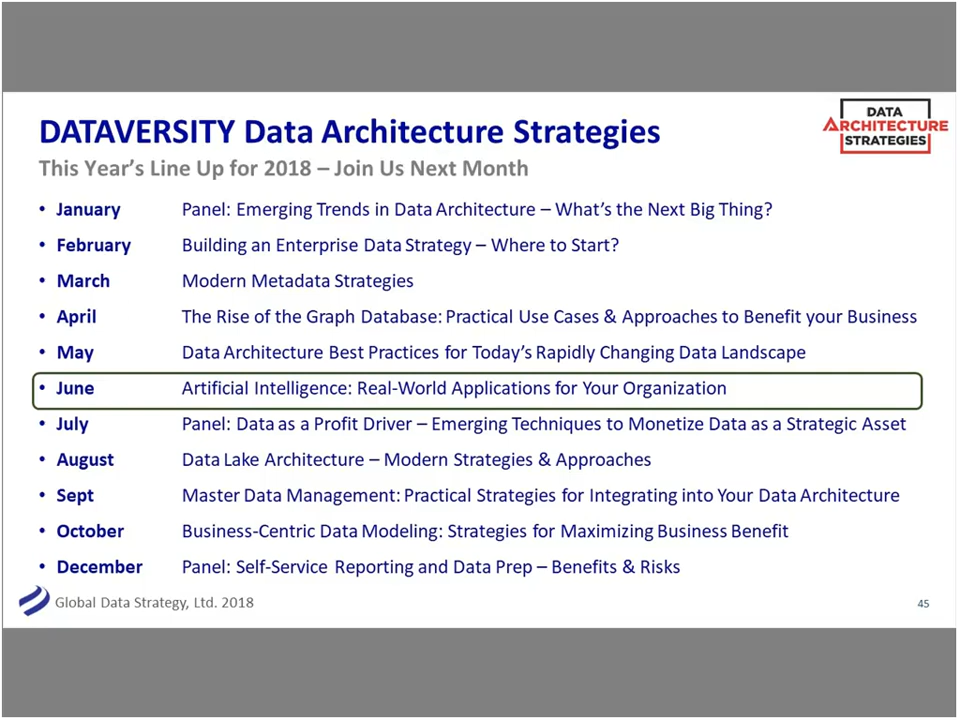 DATAVERSITY Data Architecture Strategies
DATA
ARCHITECTURE
STRATEGIES
This Year's Line Up for 2018 – Join Us Next Month
• January Panel: Emerging Trends in Data Architecture – What's the Next Big Thing?
• February Building an Enterprise Data Strategy – Where to Start?
• March Modern Metadata Strategies
• April The Rise of the Graph Database: Practical Use Cases & Approaches to Benefit your Business
• May Data Architecture Best Practices for Today's Rapidly Changing Data Landscape
• June Artificial Intelligence: Real-World Applications for Your Organization
• July Panel: Data as a Profit Driver – Emerging Techniques to Monetize Data as a Strategic Asset
• August Data Lake Architecture – Modern Strategies & Approaches
• Sept Master Data Management: Practical Strategies for Integrating into Your Data Architecture
• October Business-Centric Data Modeling: Strategies for Maximizing Business Benefit
• December Panel: Self-Service Reporting and Data Prep – Benefits & Risks
Global Data Strategy, Ltd. 2018
45